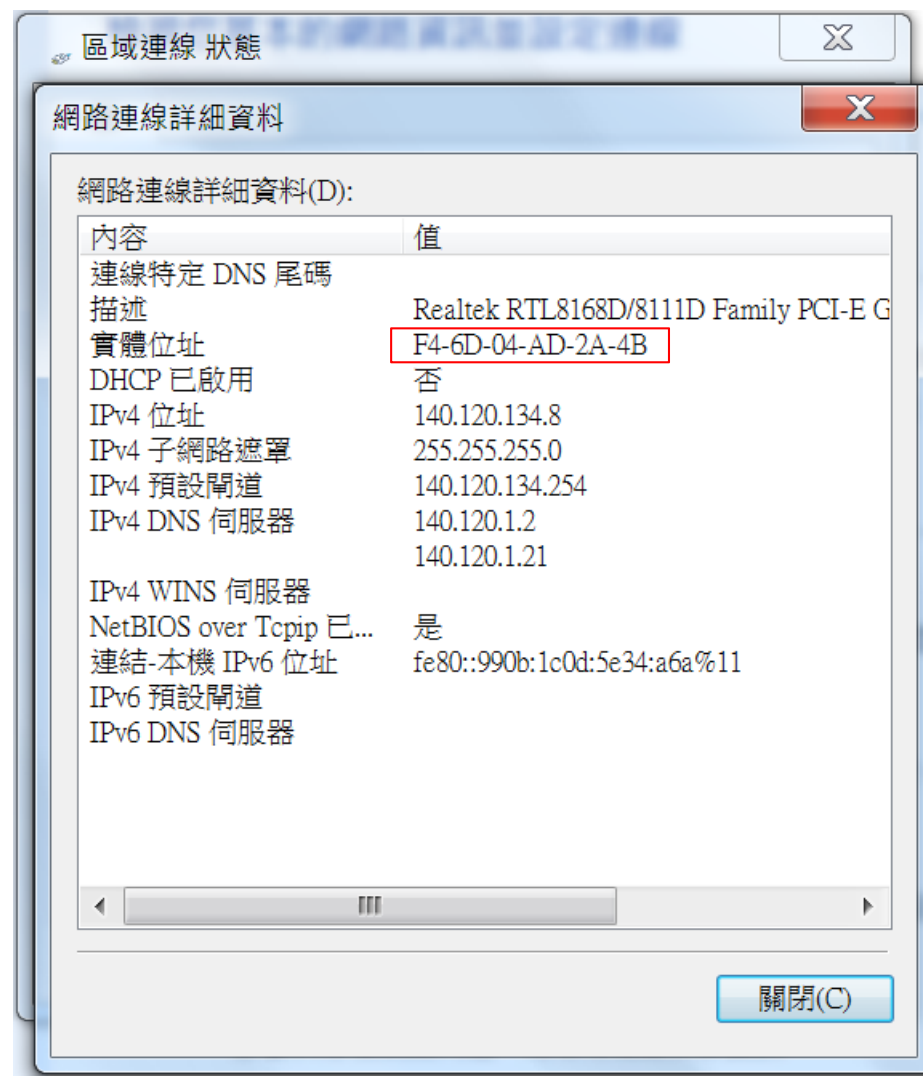 區域連線 狀態
網路連線詳細資料
網路連線詳細資料(D):
內容 值
連線特定 DNS 尾碼
描述 Realtek RTL8168D/8111D Family PCI-E G
實體位址 F4-6D-04-AD-2A-4B
DHCP 已啟用 否
IPv4 位址 140.120.134.8
IPv4 子網路遮罩 255.255.255.0
IPv4 預設閘道 140.120.134.254
IPv4 DNS 伺服器 140.120.1.2
140.120.1.21
IPv4 WINS 伺服器
NetBIOS over Tcpip 已... 是
連結-本機 IPv6 位址 fe80::990b:1c0d:5e34:a6a%11
IPv6 預設閘道
IPv6 DNS 伺服器
關閉(C)